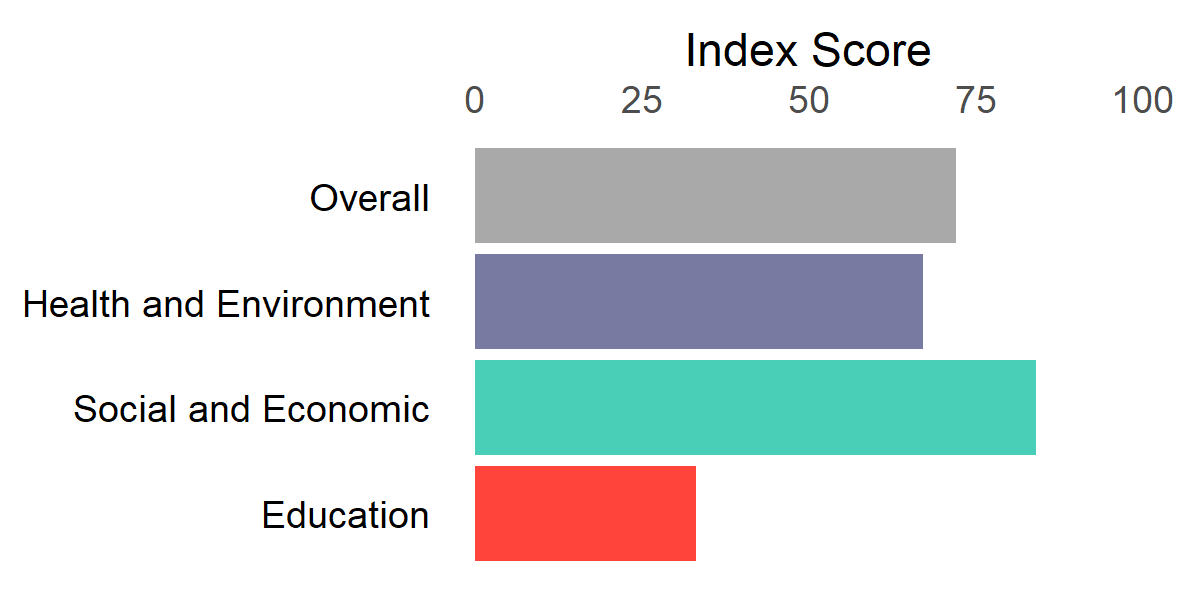 Index Score
0 25 50 75 100
Overall
Health and Environment
Social and Economic
Education